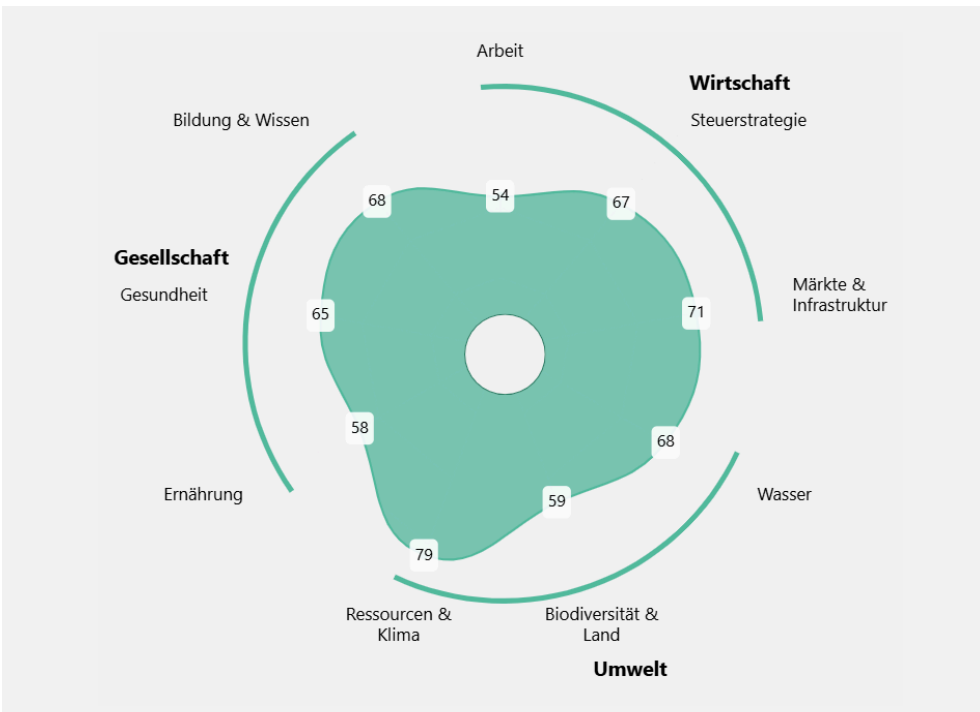 Arbeit
Wirtschaft
Steuerstrategie
Bildung & Wissen
68
54
67
Gesellschaft
Gesundheit
65
71
Märkte &
Infrastruktur
58
68
Ernährung
59
Wasser
79
Ressourcen &
Klima
Biodiversität &
Land
Umwelt